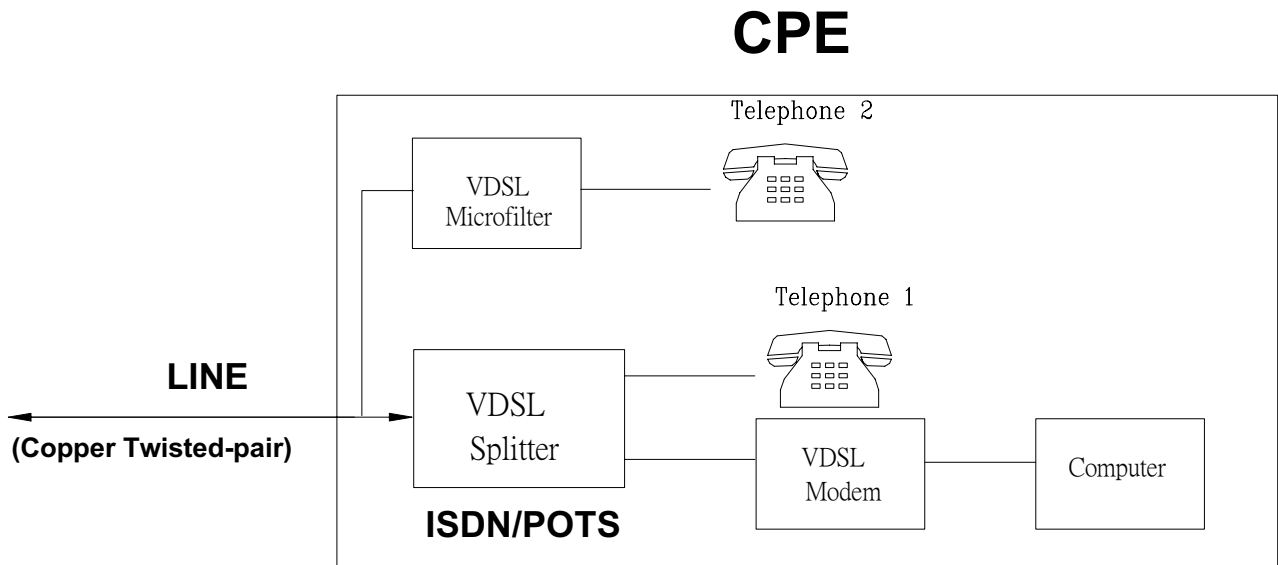 CPE
Telephone 2
VDSL
Microfilter
Telephone 1
LINE
(Copper Twisted-pair)
VDSL
Splitter
ISDN/POTS
VDSL
Modem
Computer